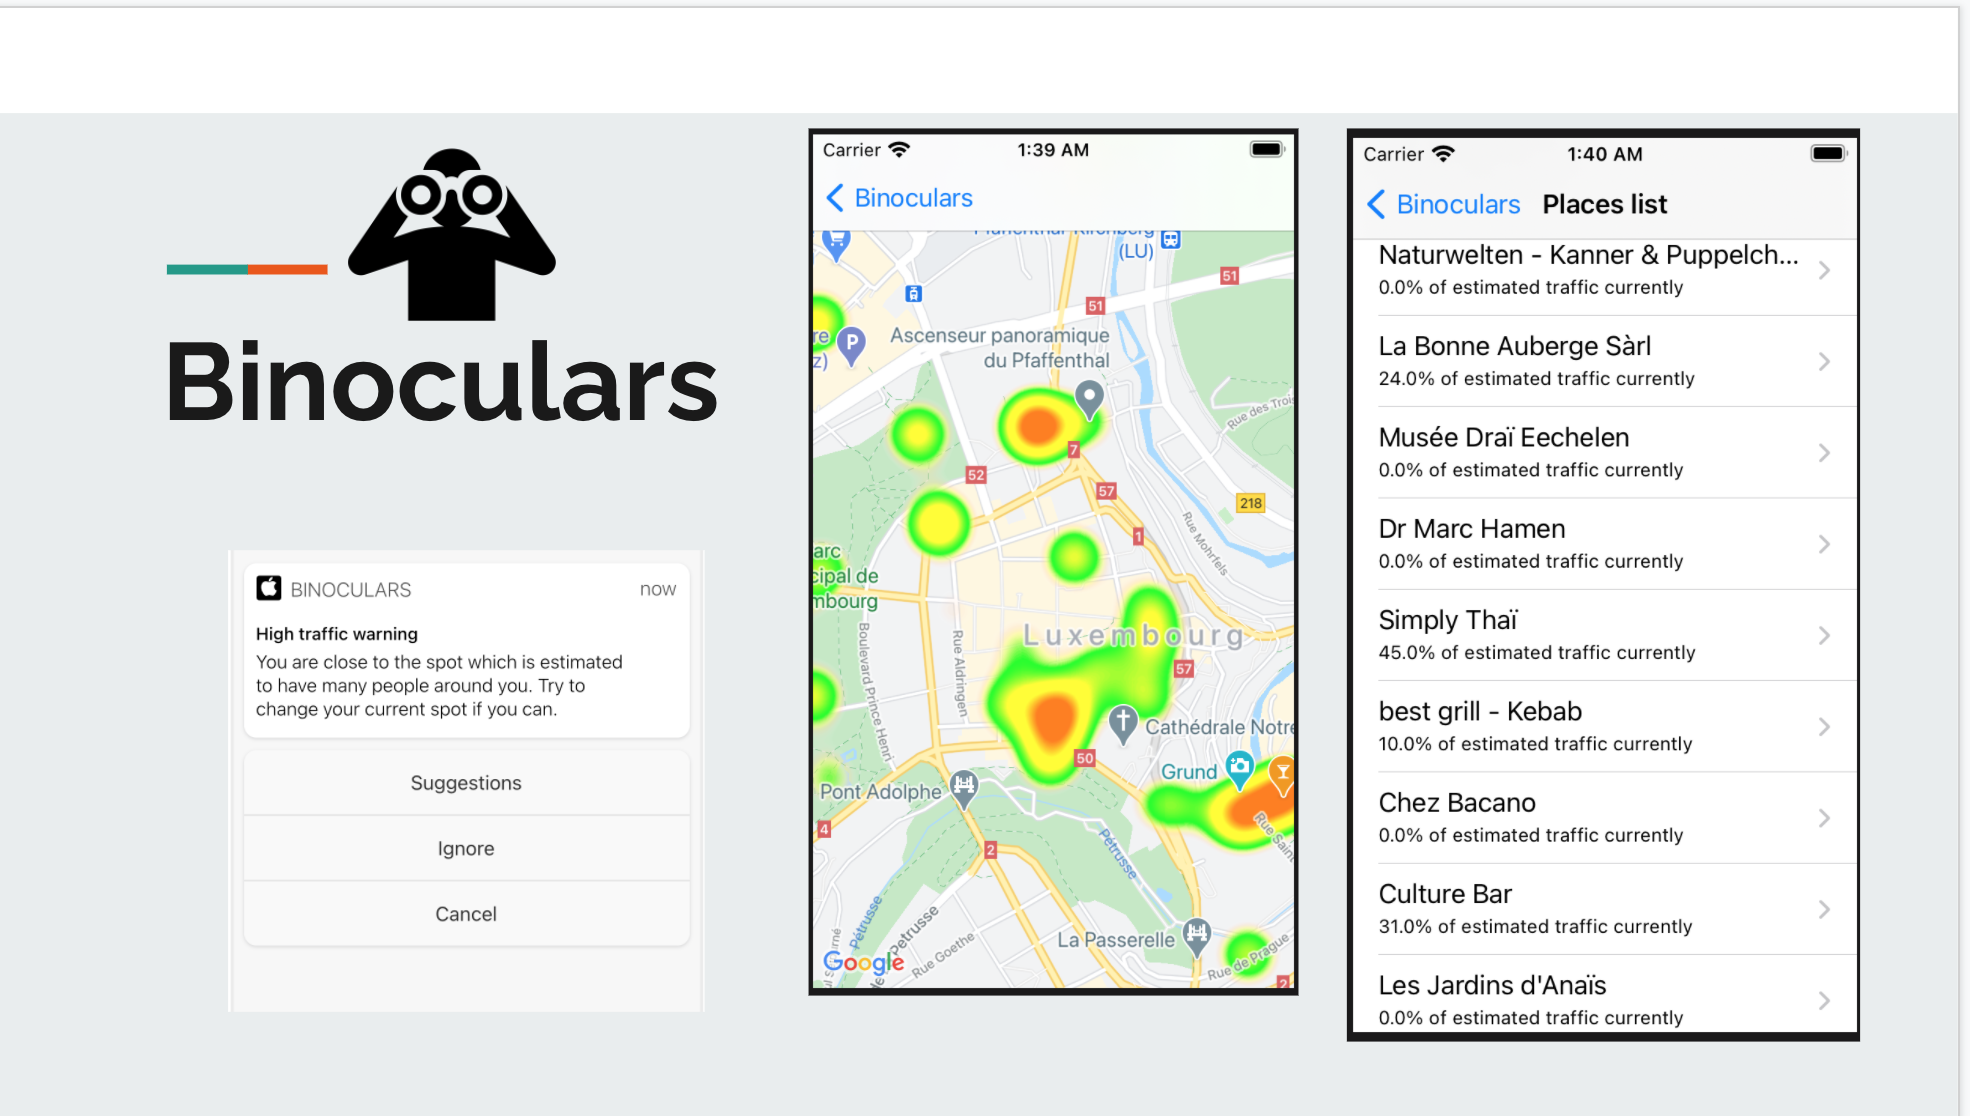 Binoculars
BINOCULARS
now
High traffic warning
You are close to the spot which is estimated
to have many people around you. Try to
change your current spot if you can.
Suggestions
Ignore
Cancel
Carrier
1:39 AM
Binoculars
(LU)
51
51
Ascenseur panoramique
du Pfaffenthal
P
re
z)
Rue des Troi
7
52
57
218
1
Rue Mohrfels
arc
cipal de
mbourg
Luxembourg
57
Boulevard Prince Henri
Rue Aldringen
Cathédrale Notre
50
Grund
Pont Adolphe
4
2
Rue Sain
Pétrusse
Pétrusse
Petrusse
La Passerelle
Rue Goethe
Rue de Prague
Google
2
Carrier
1:40 AM
Binoculars Places list
Naturwelten - Kanner & Puppelch...
0.0% of estimated traffic currently
La Bonne Auberge Sàrl
24.0% of estimated traffic currently
Musée Draï Eechelen
0.0% of estimated traffic currently
Dr Marc Hamen
0.0% of estimated traffic currently
Simply Thaï
45.0% of estimated traffic currently
best grill - Kebab
10.0% of estimated traffic currently
Chez Bacano
0.0% of estimated traffic currently
Culture Bar
31.0% of estimated traffic currently
Les Jardins d'Anaïs
0.0% of estimated traffic currently